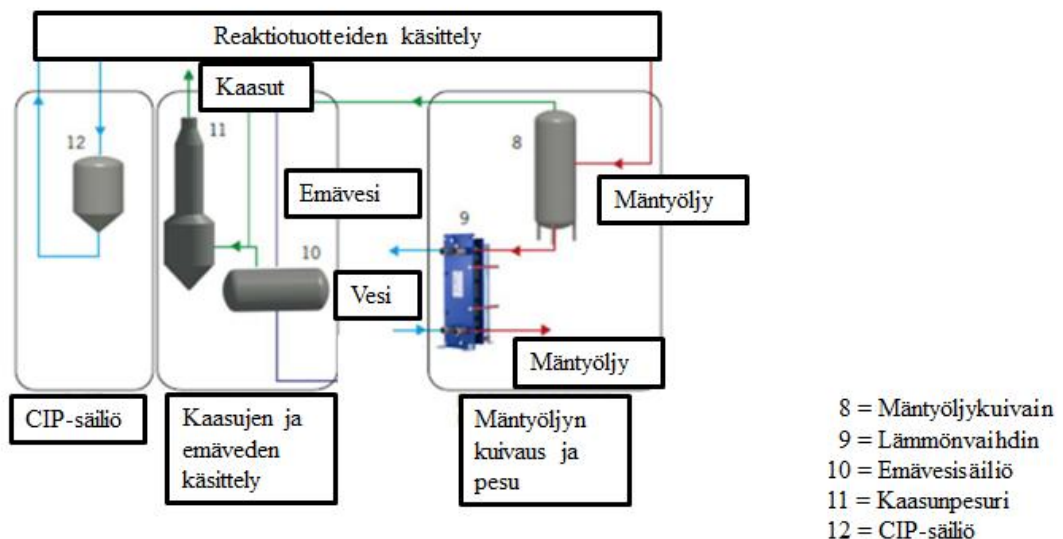 Reaktiotuotteiden käsittely
Kaasut
11
12
8
Emävesi
Mäntyöljy
9
10
Vesi
Mäntyöljy
CIP-säiliö
Kaasujen ja
emäveden
käsittely
Mäntyöljyn
kuivaus ja
pesu
8 = Mäntyöljykuivain
9 = Lämmönvaihdin
10 = Emävesisäiliö
11 = Kaasunpesuri
12 = CIP-säiliö